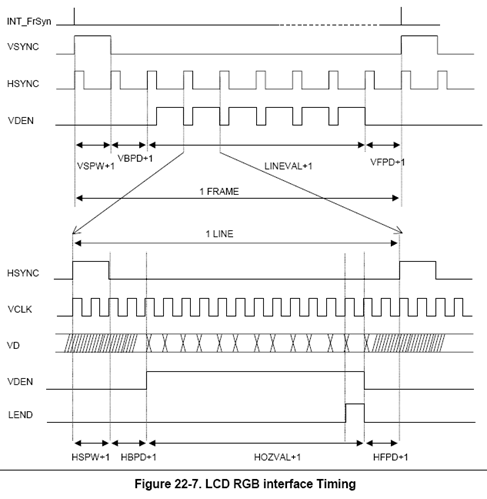 INT_FrSyn
VSYNC
HSYNC
VDEN
VSPW+1
VBPD+1
LINEVAL+1
VFPD+1
1 FRAME
1 LINE
HSYNC
VCLK
VD
VDEN
LEND
HSPW+1
HBPD+1
HOZVAL+1
HFPD+1
Figure 22-7. LCD RGB interface Timing